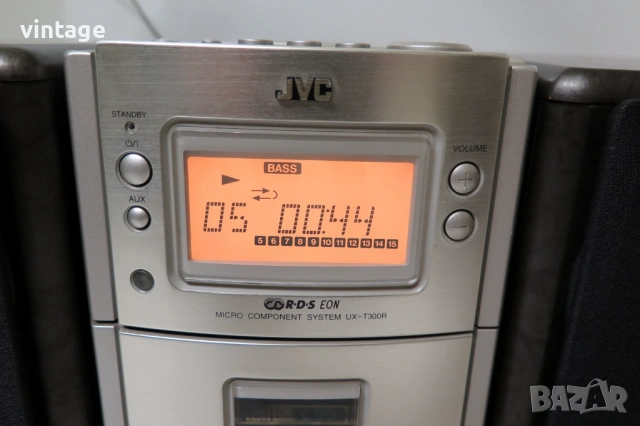 vintage
JVC
STANDBY
⏻/I
VOLUME
BASS
AUX
05 00:44
5 6 7 8 9 10 11 12 13 14 15
R·D·S EON
MICRO COMPONENT SYSTEM UX-T300R
BAZAR